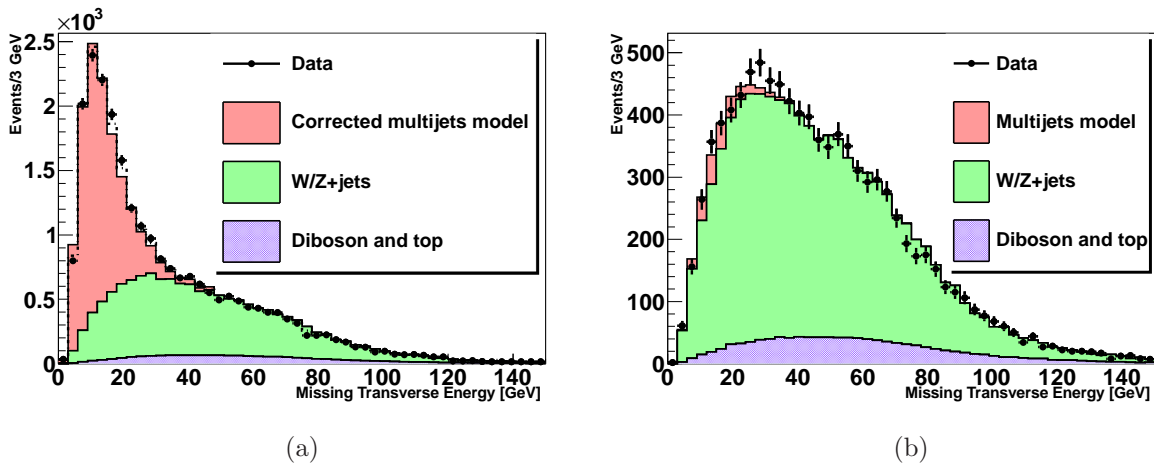 ×10³
Events/3 GeV
2.5
2
1.5
1
0.5
0
0 20 40 60 80 100 120 140
Missing Transverse Energy [GeV]
Data
Corrected multijets model
W/Z+jets
Diboson and top
(a)
Events/3 GeV
500
400
300
200
100
0
0 20 40 60 80 100 120 140
Missing Transverse Energy [GeV]
Data
Multijets model
W/Z+jets
Diboson and top
(b)